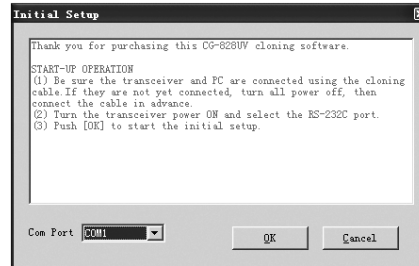 Initial Setup
Thank you for purchasing this CG-828UV cloning software.
START-UP OPERATION
(1) Be sure the transceiver and PC are connected using the cloning
cable.If they are not yet connected, turn all power off, then
connect the cable in advance.
(2) Turn the transceiver power ON and select the RS-232C port.
(3) Push [OK] to start the initial setup.
Com Port COM1 OK Cancel